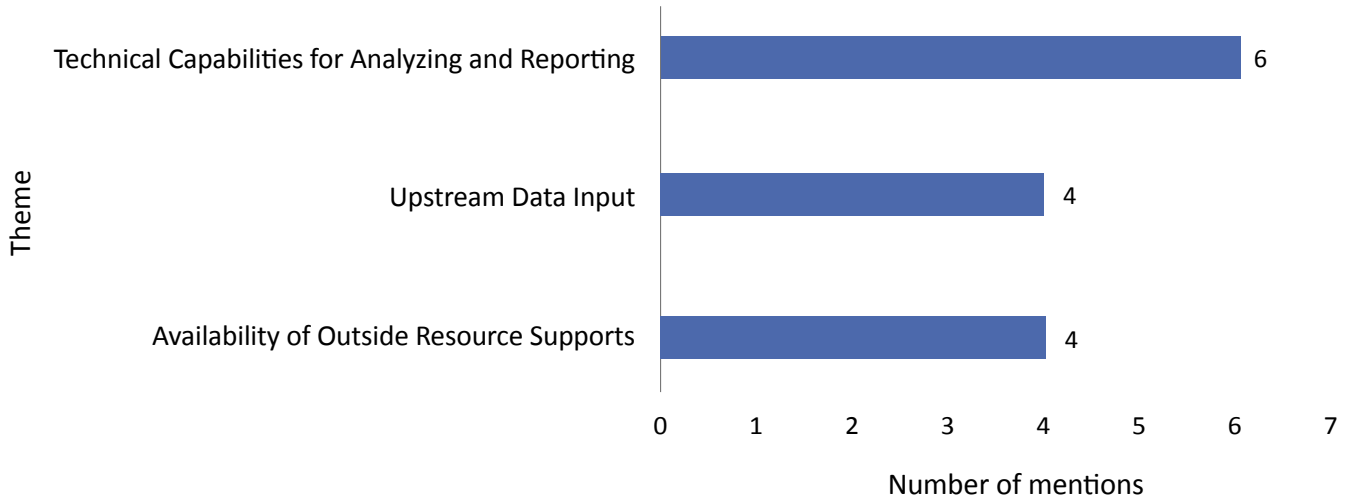 Theme
Technical Capabilities for Analyzing and Reporting
6
Upstream Data Input
4
Availability of Outside Resource Supports
4
0 1 2 3 4 5 6 7
Number of mentions